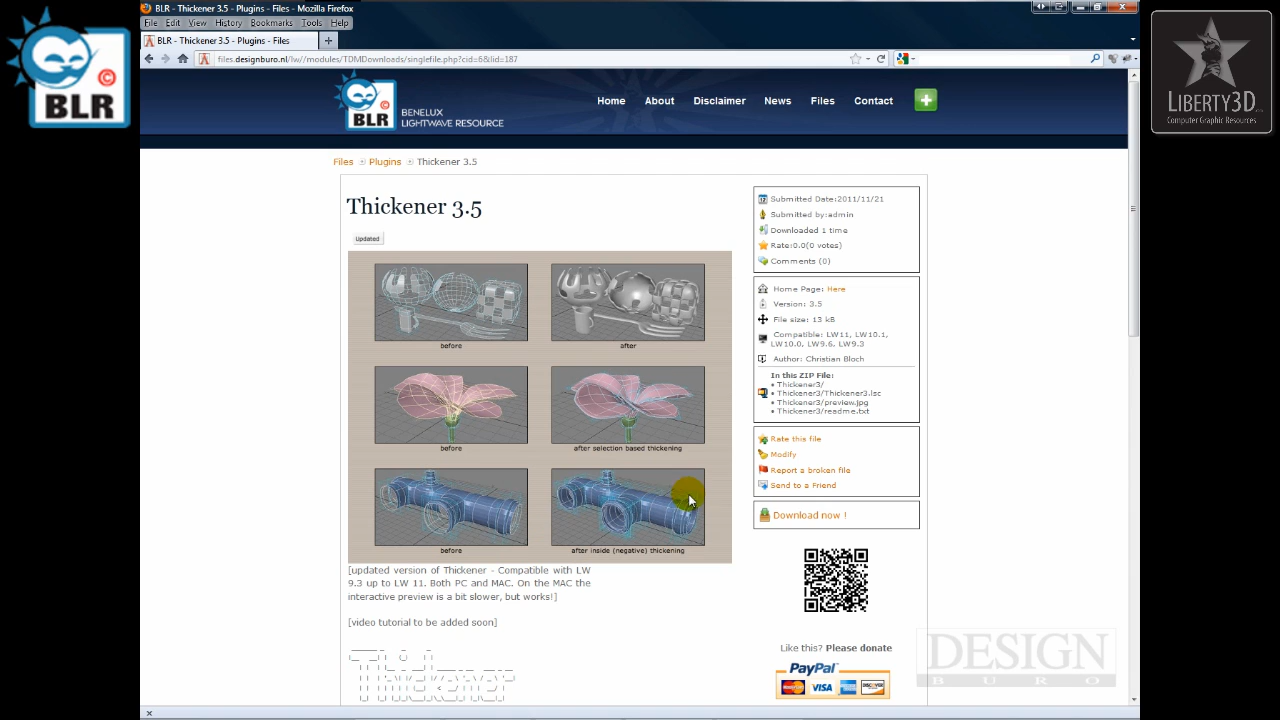 BLR - Thickener 3.5 - Plugins - Files - Mozilla Firefox
File Edit View History Bookmarks Tools Help
BLR - Thickener 3.5 - Plugins - Files
files.designburo.nl/lw//modules/TDMDownloads/singlefile.php?cid=6&lid=187
BLR
©
LIBERTY3D
Computer Graphic Resources
BLR
©
BENELUX
LIGHTWAVE RESOURCE
Home About Disclaimer News Files Contact
Files Plugins Thickener 3.5
Thickener 3.5
Updated
before after
before after selection based thickening
before after inside (negative) thickening
[updated version of Thickener - Compatible with LW
9.3 up to LW 11. Both PC and MAC. On the MAC the
interactive preview is a bit slower, but works!]
[video tutorial to be added soon]
Submitted Date:2011/11/21
Submitted by:admin
Downloaded 1 time
Rate:0.0(0 votes)
Comments (0)
Home Page: Here
Version: 3.5
File size: 13 kB
Compatible: LW11, LW10.1,
LW10.0, LW9.6, LW9.3
Author: Christian Bloch
In this ZIP File:
• Thickener3/
• Thickener3/Thickener3.lsc
• Thickener3/preview.jpg
• Thickener3/readme.txt
Rate this file
Modify
Report a broken file
Send to a Friend
Download now !
Like this? Please donate
PayPal
MasterCard VISA DISCOVER
DESIGN
BURO